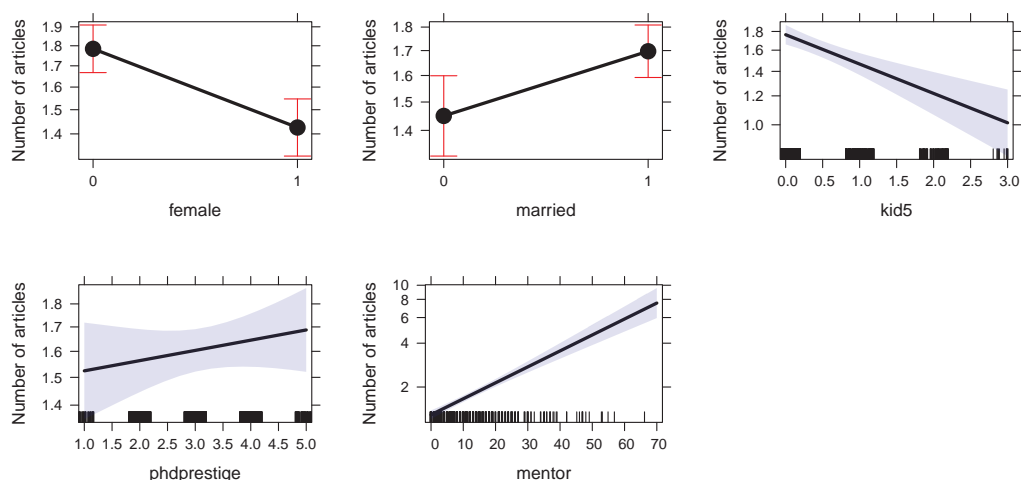 Number of articles
1.9
1.8
1.7
1.6
1.5
1.4
0 1
female
Number of articles
1.7
1.6
1.5
1.4
0 1
married
Number of articles
1.8
1.6
1.4
1.2
1.0
0.0 0.5 1.0 1.5 2.0 2.5 3.0
kid5
Number of articles
1.8
1.7
1.6
1.5
1.4
1.0 1.5 2.0 2.5 3.0 3.5 4.0 4.5 5.0
phdprestige
Number of articles
10
8
6
4
2
0 10 20 30 40 50 60 70
mentor